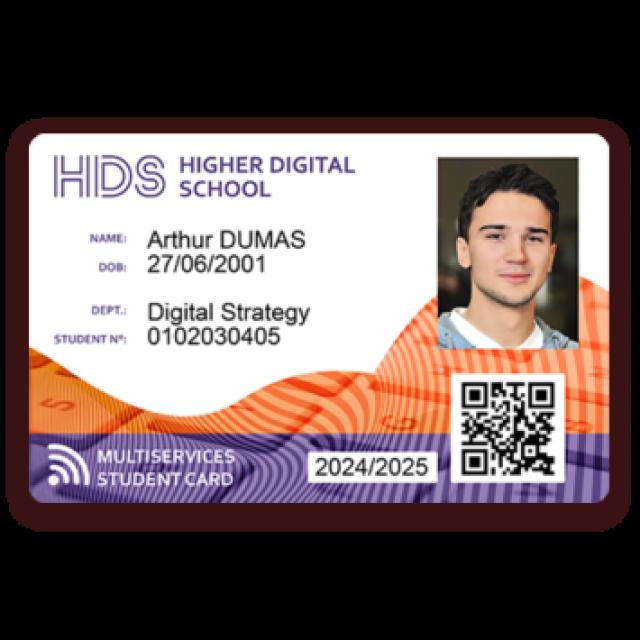 HDS HIGHER DIGITAL
SCHOOL
NAME: Arthur DUMAS
DOB: 27/06/2001
DEPT.: Digital Strategy
STUDENT Nº: 0102030405
MULTISERVICES
STUDENT CARD
2024/2025